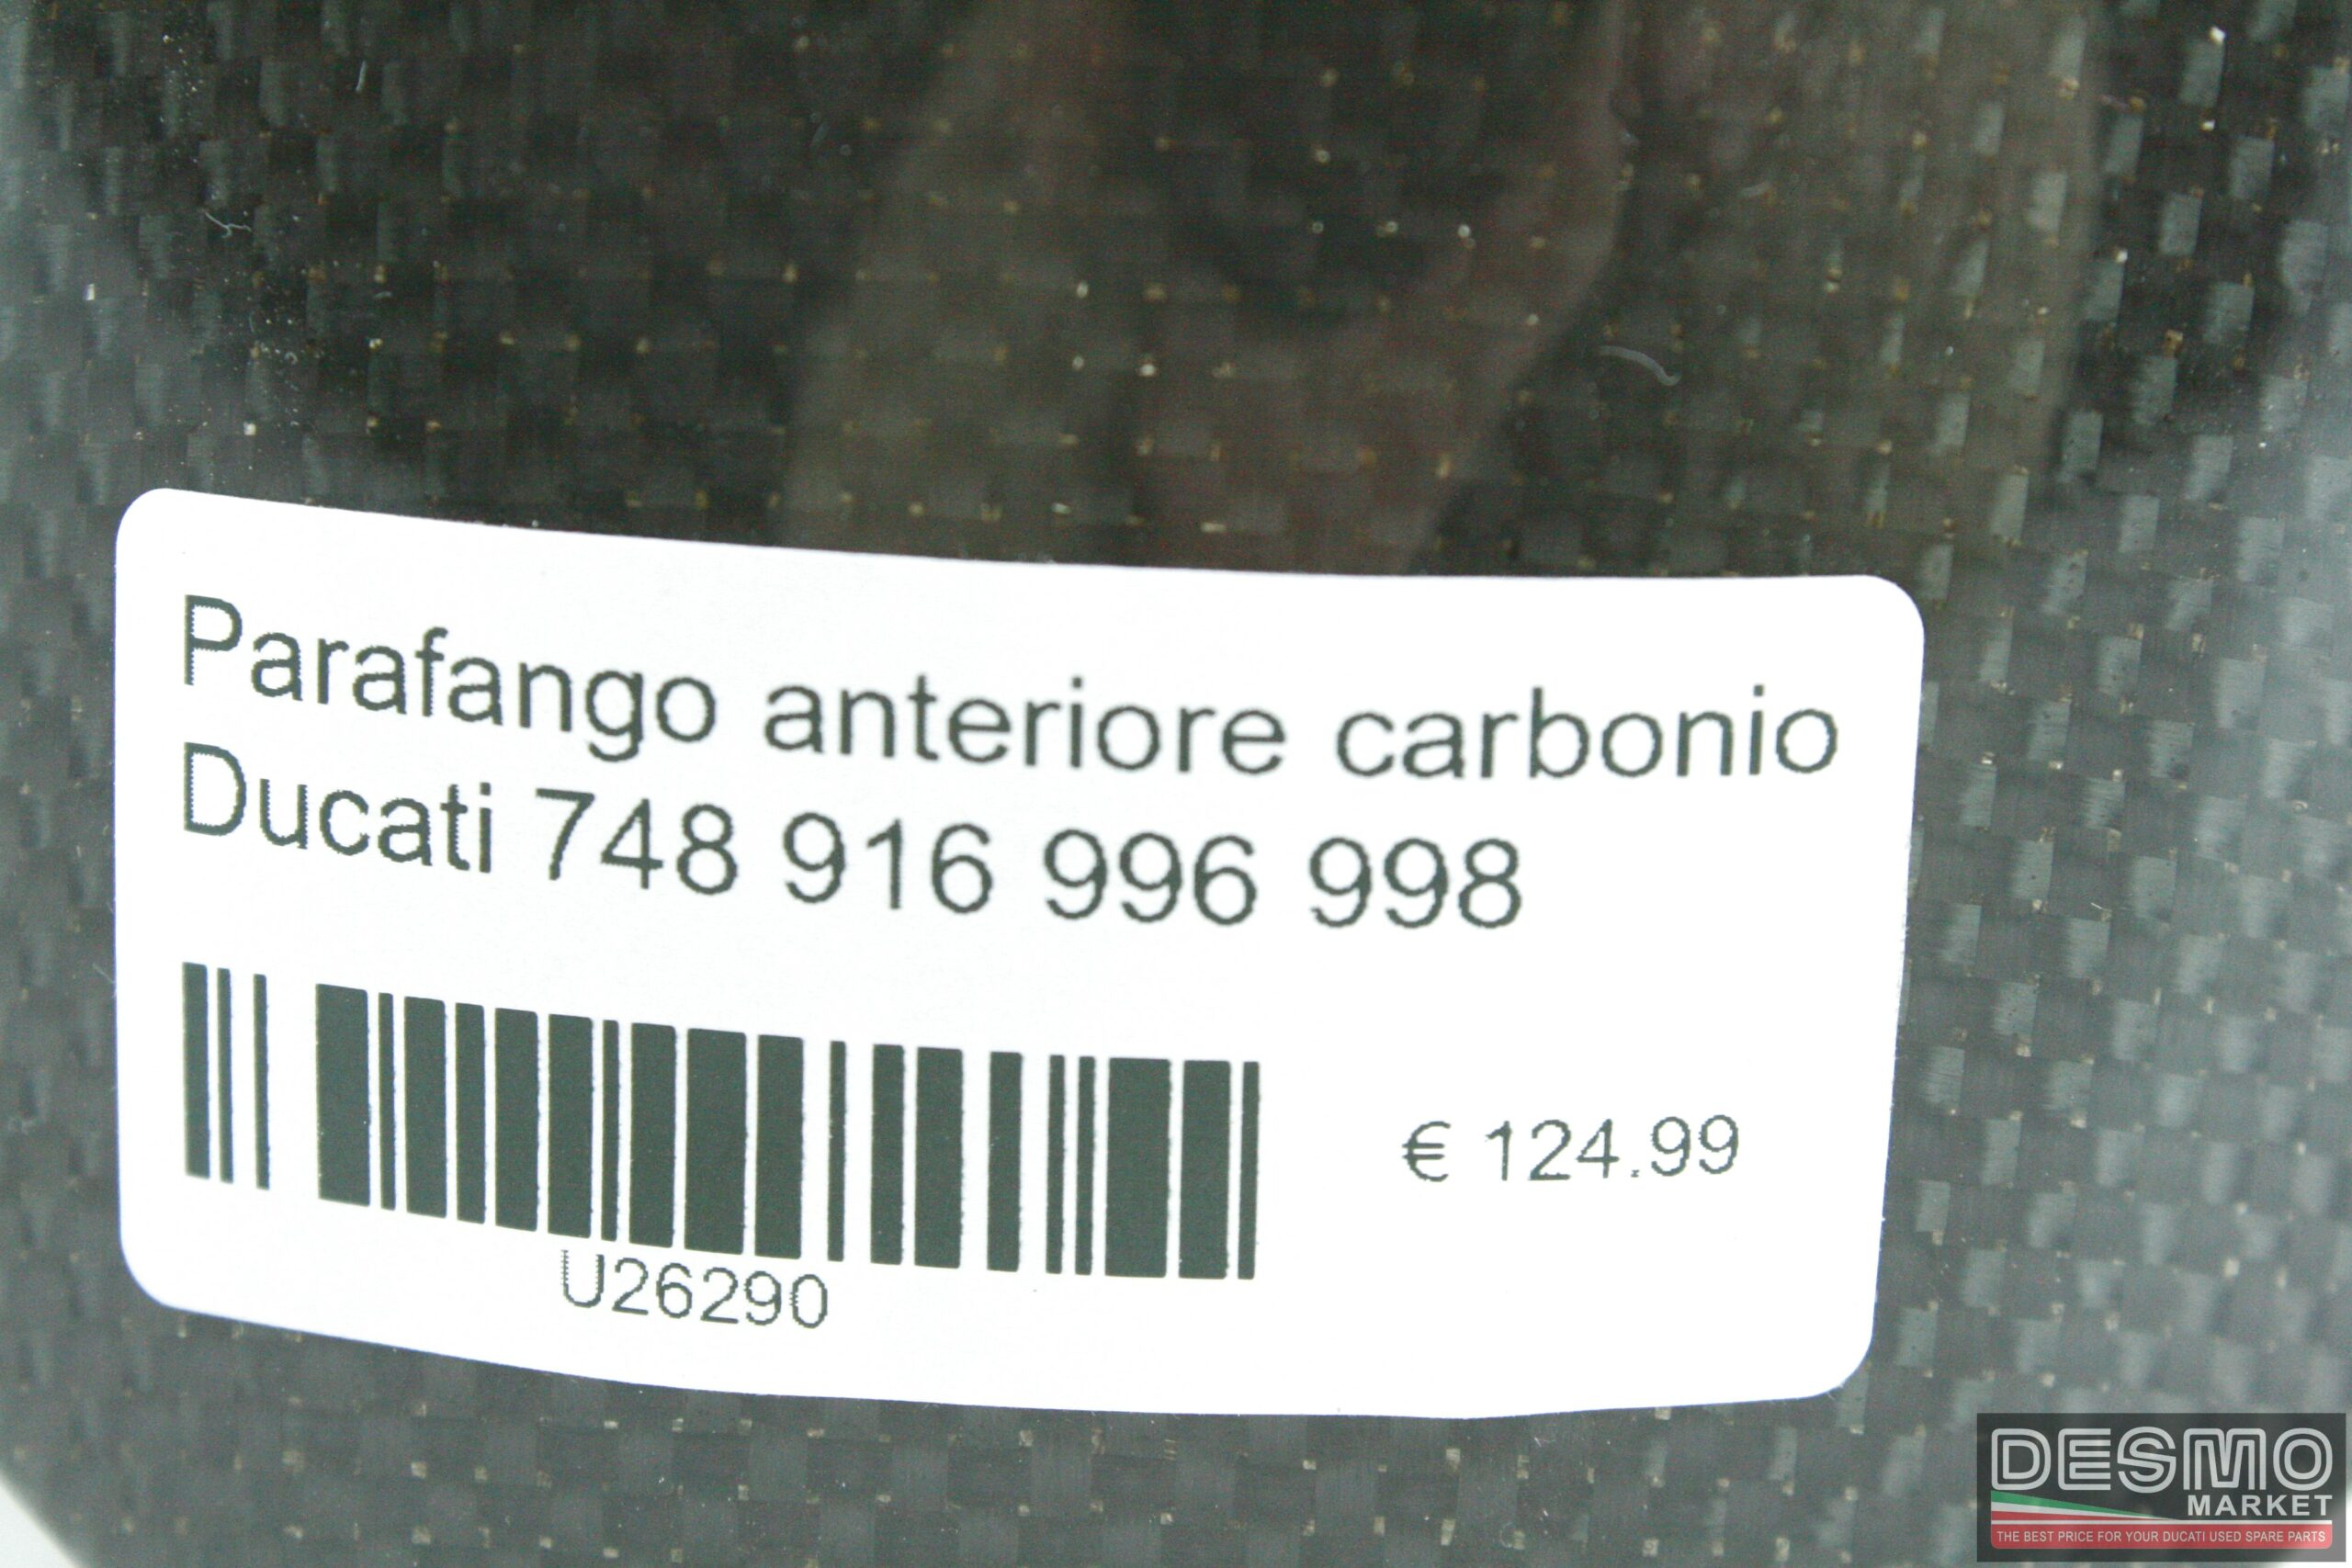 Parafango anteriore carbonio
Ducati 748 916 996 998
€ 124.99
U26290
DESMO
MARKET
THE BEST PRICE FOR YOUR DUCATI USED SPARE PARTS